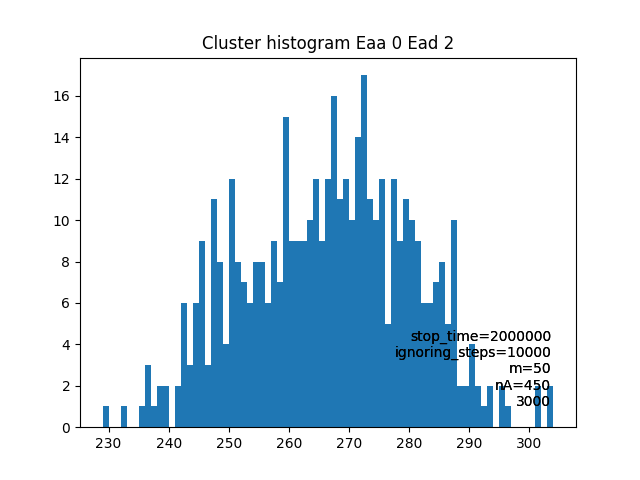 Cluster histogram Eaa 0 Ead 2
16
14
12
10
8
6
4
2
0
stop_time=2000000
ignoring_steps=10000
m=50
nA=450
3000
230 240 250 260 270 280 290 300